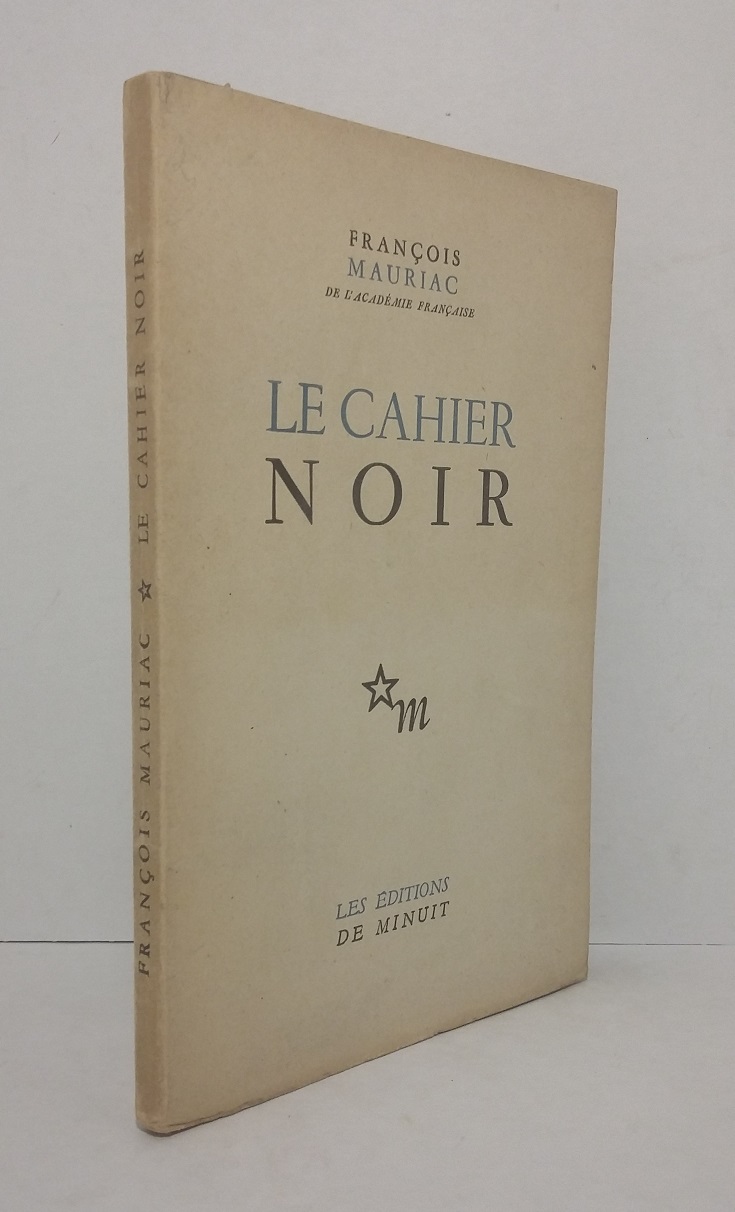 FRANÇOIS
MAURIAC
DE L'ACADÉMIE FRANÇAISE
LE CAHIER
NOIR
m
LES ÉDITIONS
DE MINUIT
FRANÇOIS MAURIAC ☆ LE CAHIER NOIR